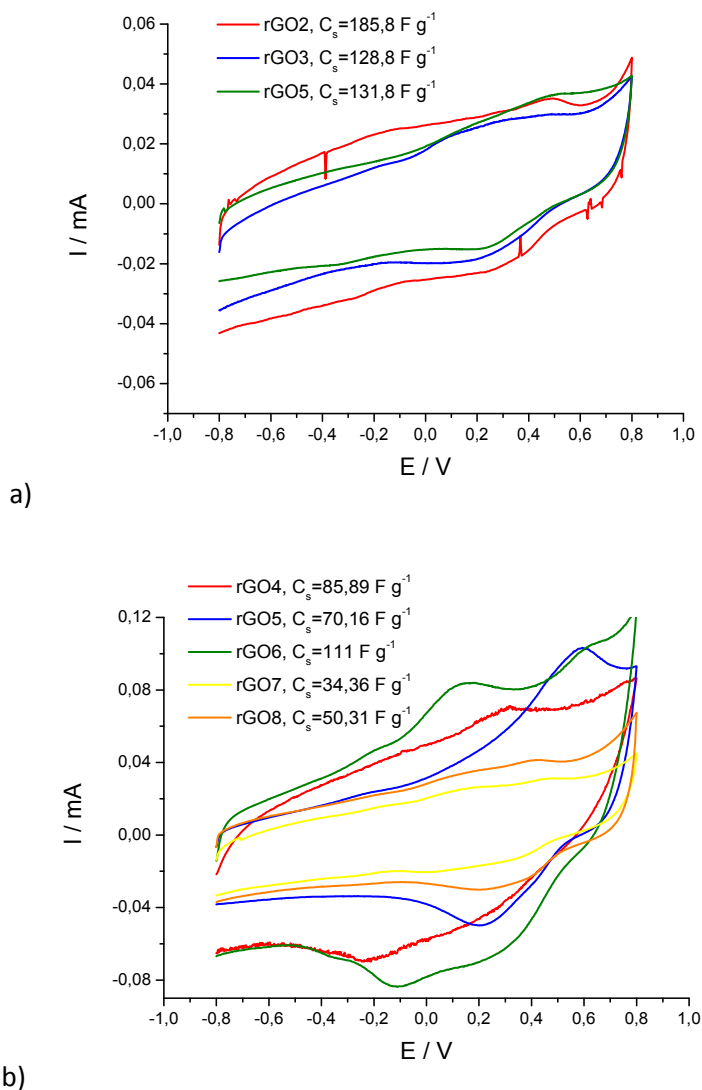 rGO2, Cs=185,8 F g-1
rGO3, Cs=128,8 F g-1
rGO5, Cs=131,8 F g-1
0,06
0,04
0,02
0,00
-0,02
-0,04
-0,06
I / mA
-1,0 -0,8 -0,6 -0,4 -0,2 0,0 0,2 0,4 0,6 0,8 1,0
E / V
a)
rGO4, Cs=85,89 F g-1
rGO5, Cs=70,16 F g-1
rGO6, Cs=111 F g-1
rGO7, Cs=34,36 F g-1
rGO8, Cs=50,31 F g-1
0,12
0,08
0,04
0,00
-0,04
-0,08
I / mA
-1,0 -0,8 -0,6 -0,4 -0,2 0,0 0,2 0,4 0,6 0,8 1,0
E / V
b)